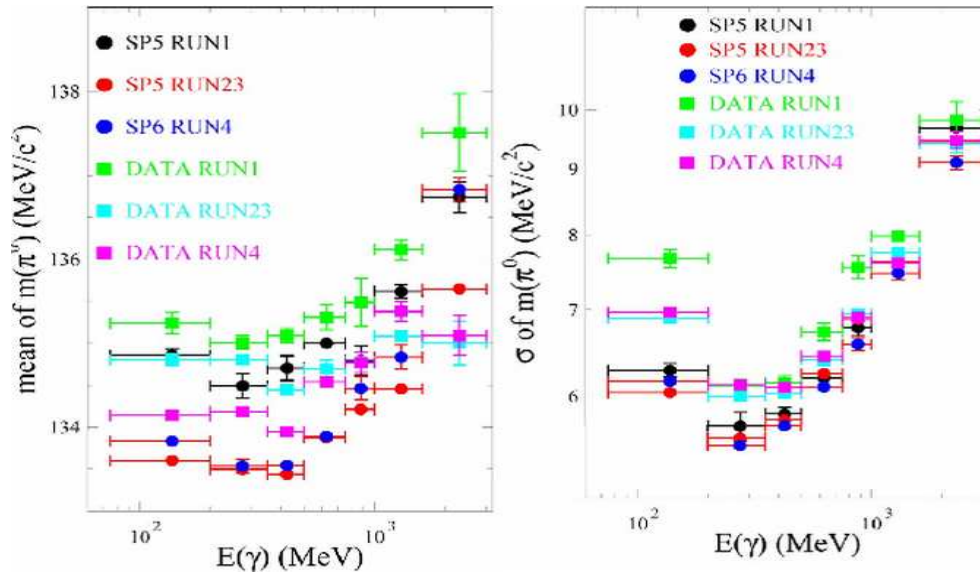 mean of m(π⁰) (MeV/c²)
138
136
134
SP5 RUN1
SP5 RUN23
SP6 RUN4
DATA RUN1
DATA RUN23
DATA RUN4
10²
10³
E(γ) (MeV)
σ of m(π⁰) (MeV/c²)
10
9
8
7
6
SP5 RUN1
SP5 RUN23
SP6 RUN4
DATA RUN1
DATA RUN23
DATA RUN4
10²
10³
E(γ) (MeV)